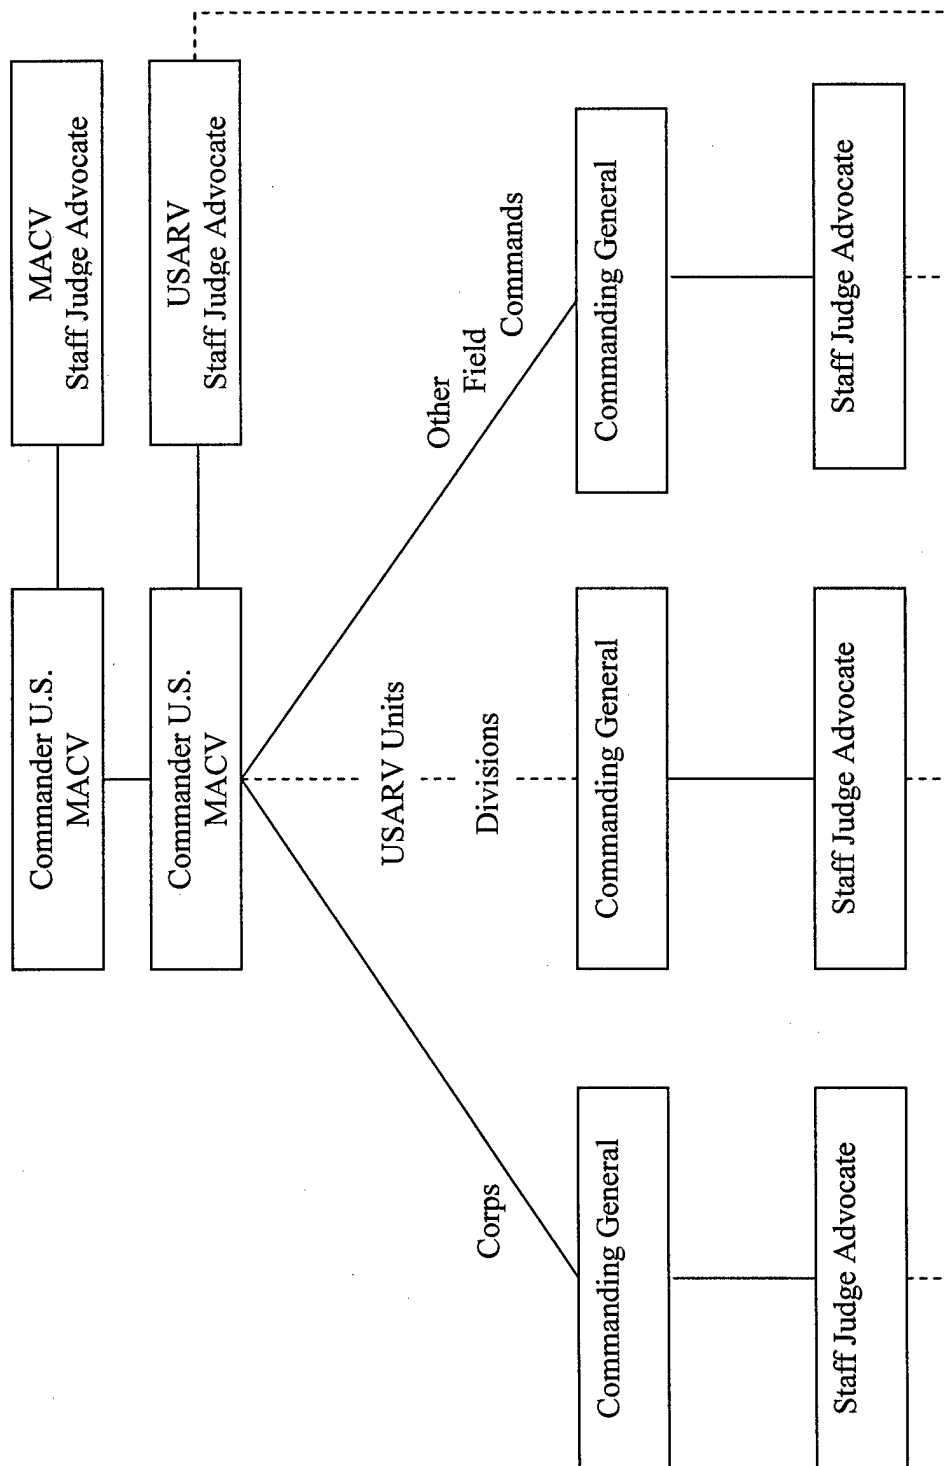 Commander U.S.
MACV
MACV
Staff Judge Advocate
Commander U.S.
MACV
USARV
Staff Judge Advocate
Corps
USARV Units
Divisions
Other
Field
Commands
Commanding General
Commanding General
Commanding General
Staff Judge Advocate
Staff Judge Advocate
Staff Judge Advocate